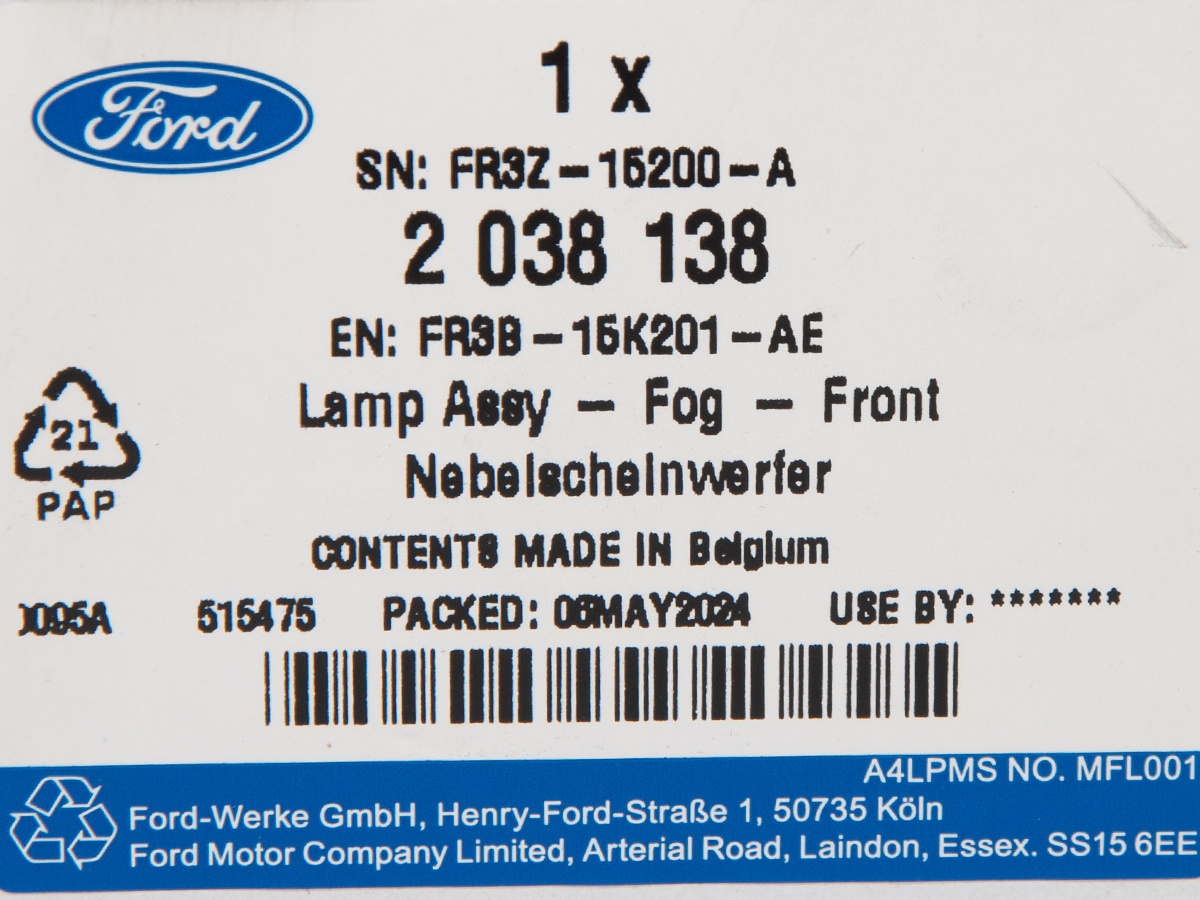 Ford
1 x
SN: FR3Z-15200-A
2 038 138
EN: FR3B-15K201-AE
Lamp Assy - Fog - Front
Nebelscheinwerfer
21
PAP
CONTENTS MADE IN Belgium
515475 PACKED: 06MAY2024 USE BY: *******
A4LPMS NO. MFL001
Ford-Werke GmbH, Henry-Ford-Straße 1, 50735 Köln
Ford Motor Company Limited, Arterial Road, Laindon, Essex. SS15 6EE